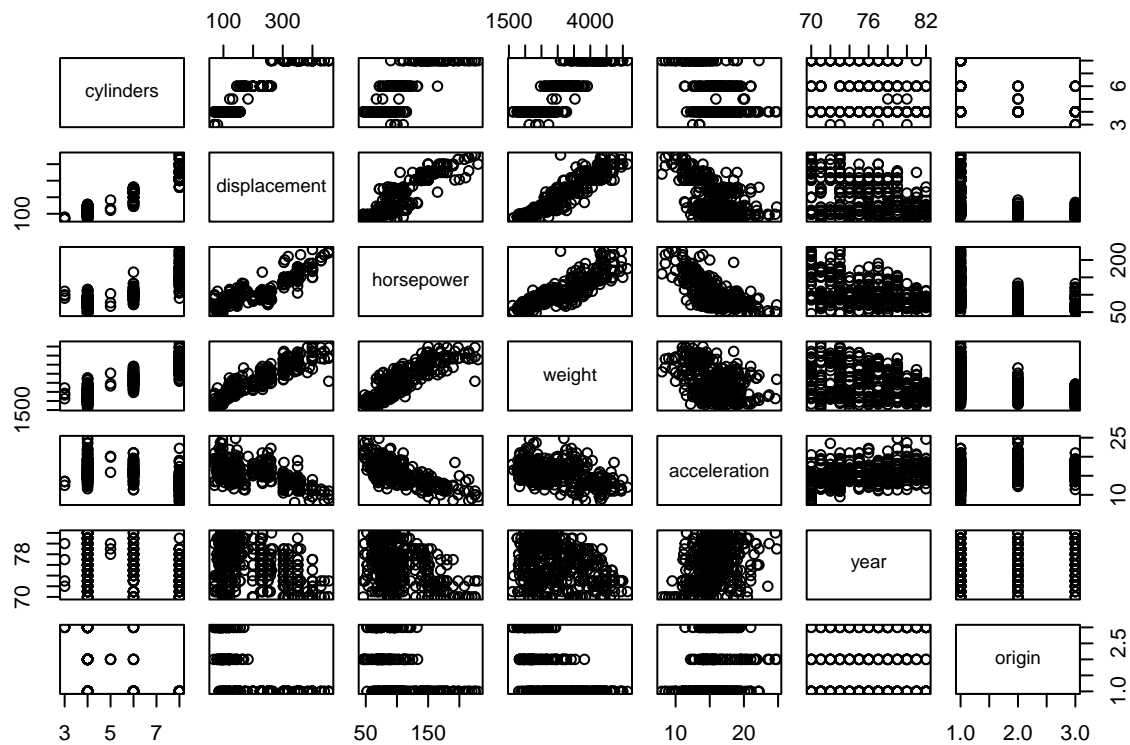 100 300 1500 4000 70 76 82
cylinders
3 6
displacement
100
horsepower
50 200
weight
1500
acceleration
10 25
year
70 78
origin
1.0 2.5
3 5 7 50 150 10 20 1.0 2.0 3.0